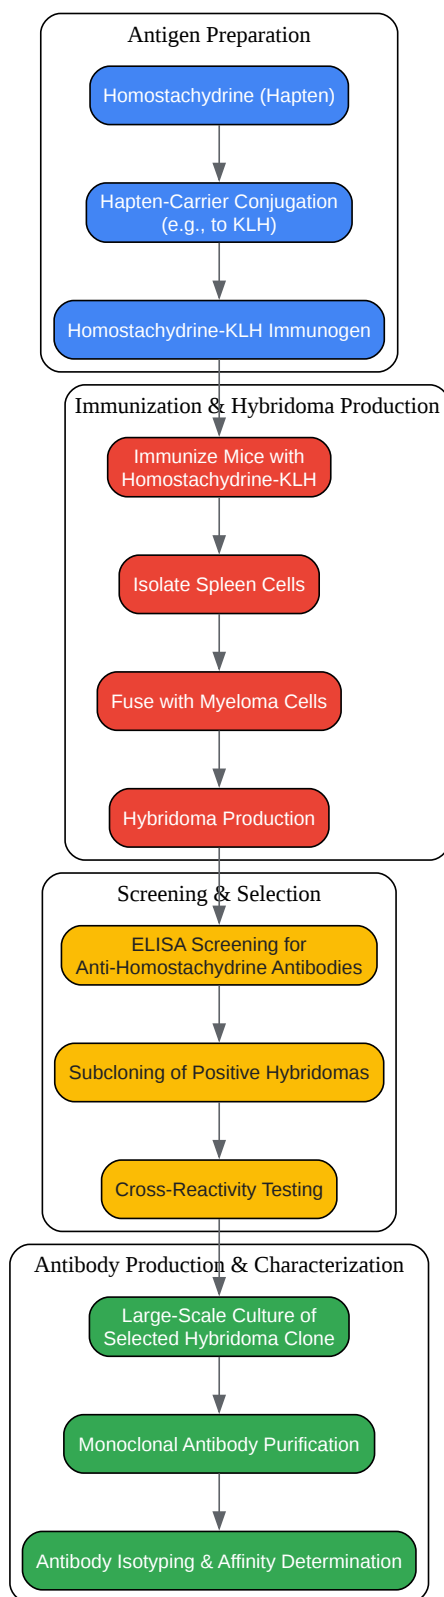 Antigen Preparation
Homostachydrine (Hapten)
Hapten-Carrier Conjugation
(e.g., to KLH)
Homostachydrine-KLH Immunogen
Immunization & Hybridoma Production
Immunize Mice with
Homostachydrine-KLH
Isolate Spleen Cells
Fuse with Myeloma Cells
Hybridoma Production
Screening & Selection
ELISA Screening for
Anti-Homostachydrine Antibodies
Subcloning of Positive Hybridomas
Cross-Reactivity Testing
Antibody Production & Characterization
Large-Scale Culture of
Selected Hybridoma Clone
Monoclonal Antibody Purification
Antibody Isotyping & Affinity Determination